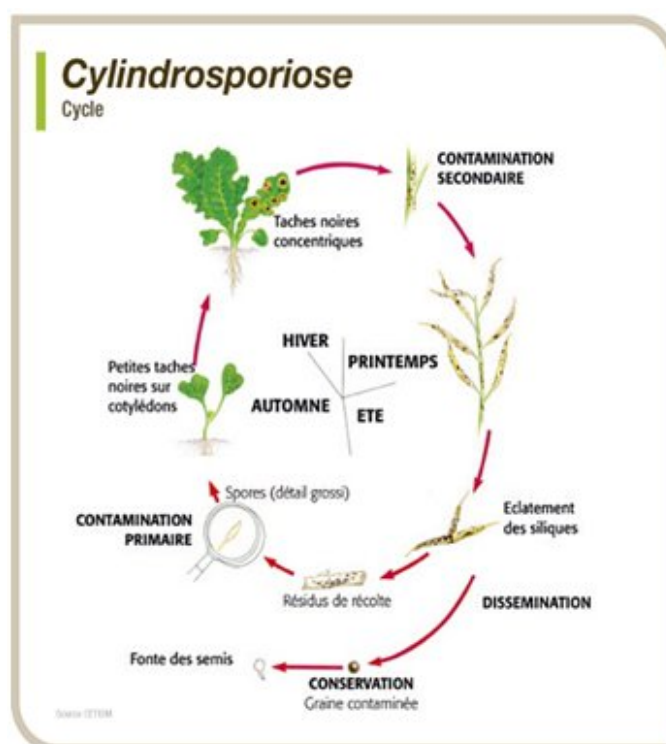 Cylindrosporiose
Cycle
CONTAMINATION
SECONDAIRE
Taches noires
concentriques
HIVER
PRINTEMPS
Petites taches
noires sur
cotylédons
AUTOMNE
ETE
Spores (détail grossi)
CONTAMINATION
PRIMAIRE
Eclatement
des siliques
Résidus de récolte
DISSEMINATION
Fonte des semis
CONSERVATION
Graine contaminée
Source CETIOM